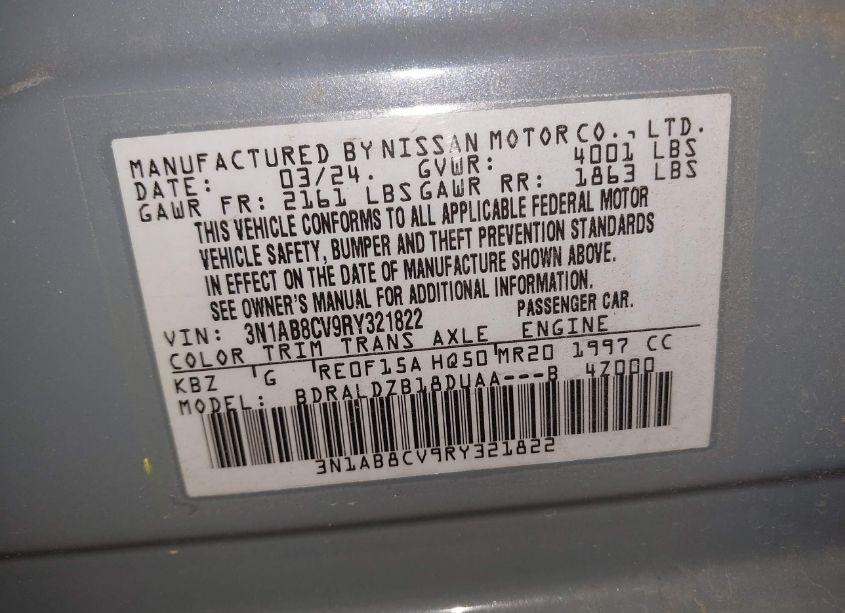 MANUFACTURED BY NISSAN MOTOR CO., LTD.
DATE: 03/24. GVWR: 4001 LBS
GAWR FR: 2161 LBS GAWR RR: 1863 LBS
THIS VEHICLE CONFORMS TO ALL APPLICABLE FEDERAL MOTOR
VEHICLE SAFETY, BUMPER AND THEFT PREVENTION STANDARDS
IN EFFECT ON THE DATE OF MANUFACTURE SHOWN ABOVE.
SEE OWNER'S MANUAL FOR ADDITIONAL INFORMATION.
VIN: 3N1AB8CV9RY321822 PASSENGER CAR.
COLOR TRIM TRANS AXLE ENGINE
KBZ G RE0F15A HQ50 MR20 1997 CC
MODEL: BDRALDZB18DUAA---B 4Z000
3N1AB8CV9RY321822